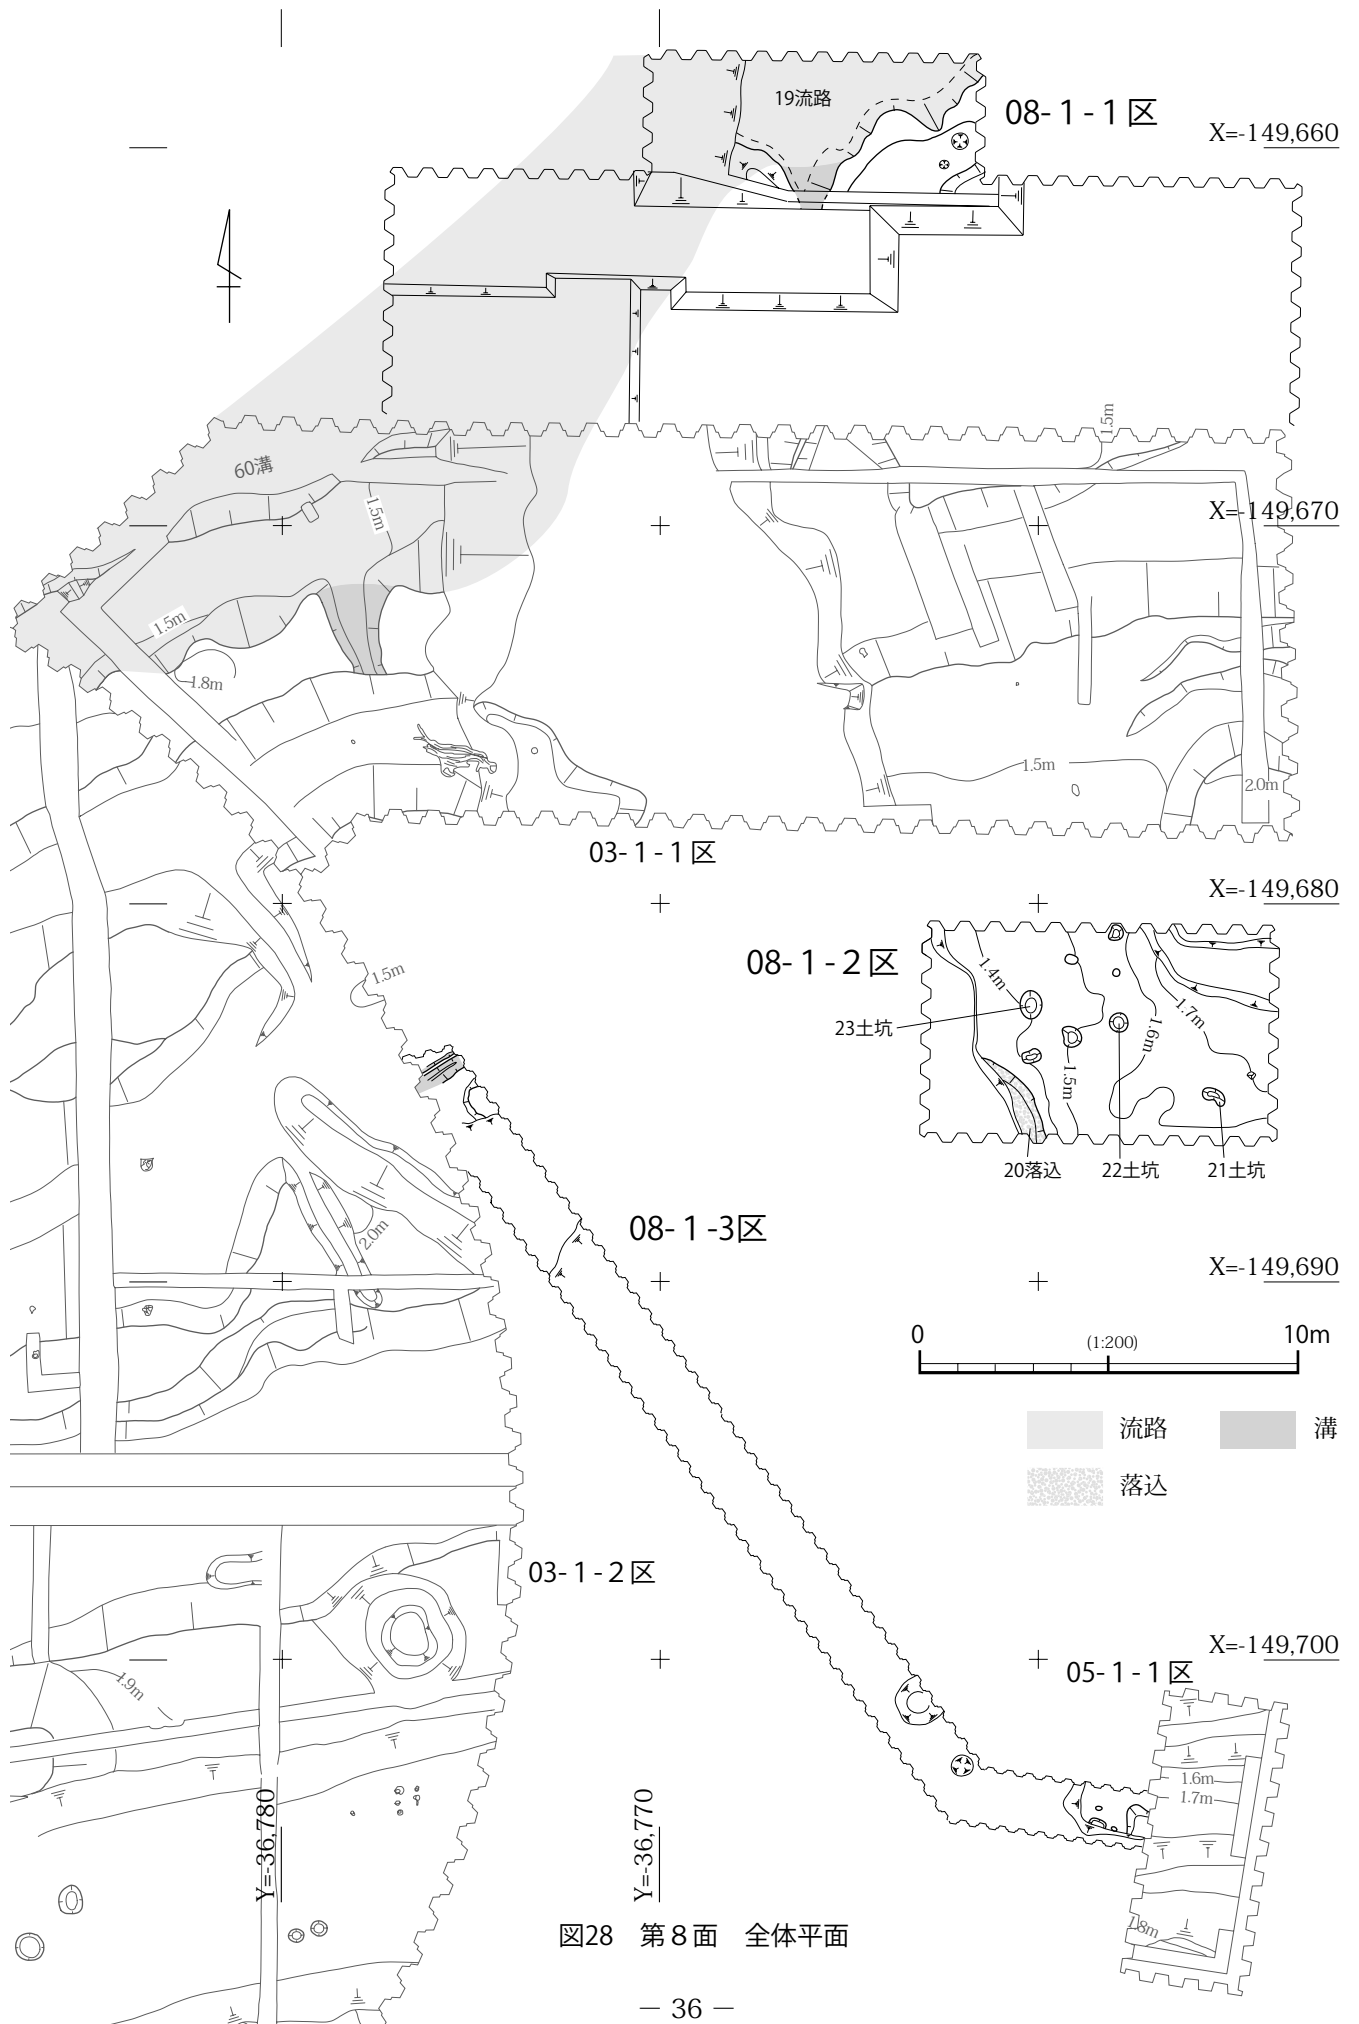 19流路
08-１-１区
X=-149,660
60溝
1.5m
1.5m
X=-149,670
1.5m
1.5m
1.8m
1.5m
2.0m
03-１-１区
X=-149,680
08-１-２区
1.5m
1.4m
1.7m
1.6m
1.5m
23土坑
20落込
22土坑
21土坑
08-１-3区
2.0m
X=-149,690
0
(1:200)
10m
流路
溝
落込
03-１-２区
X=-149,700
05-１-１区
1.9m
1.6m
1.7m
1.8m
Y=-36,780
Y=-36,770
図28　第８面　全体平面
― 36 ―